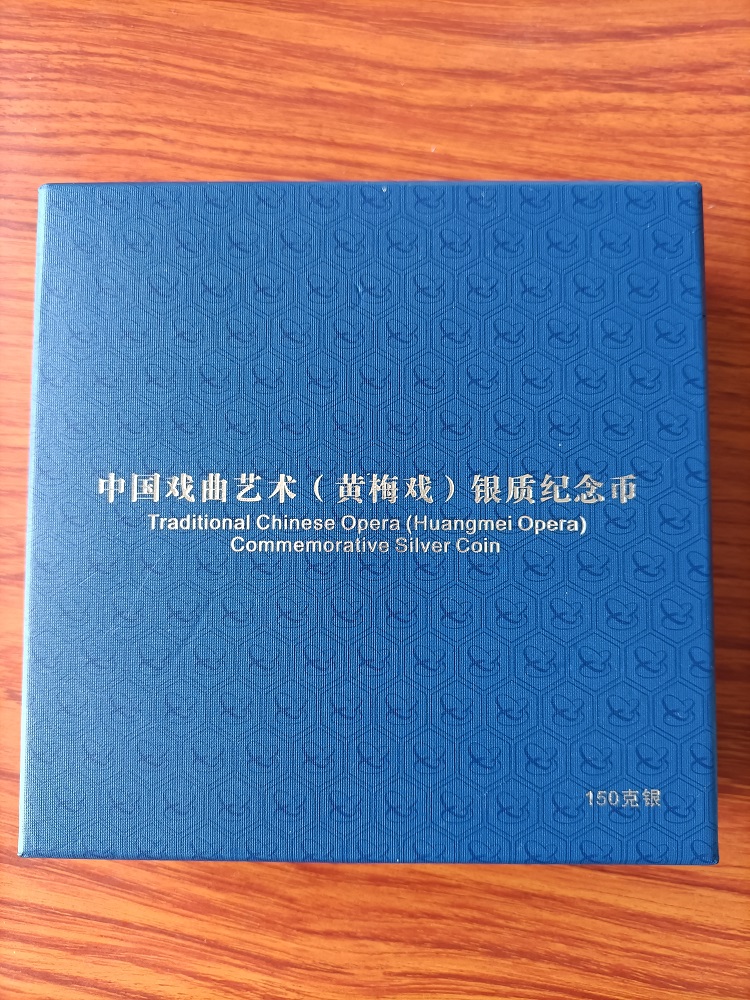 中国戏曲艺术（黄梅戏）银质纪念币
Traditional Chinese Opera (Huangmei Opera)
Commemorative Silver Coin
150克银